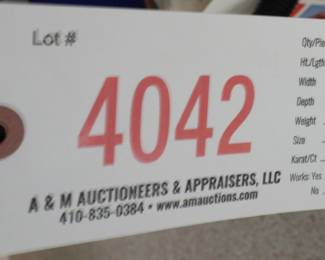 Lot #
4042
A & M AUCTIONEERS & APPRAISERS, LLC
410-835-0384 • www.amauctions.com
Qty/Pie
Ht./Lgth
Width
Depth
Weight
Size
Karat/Ct
Works: Yes
No